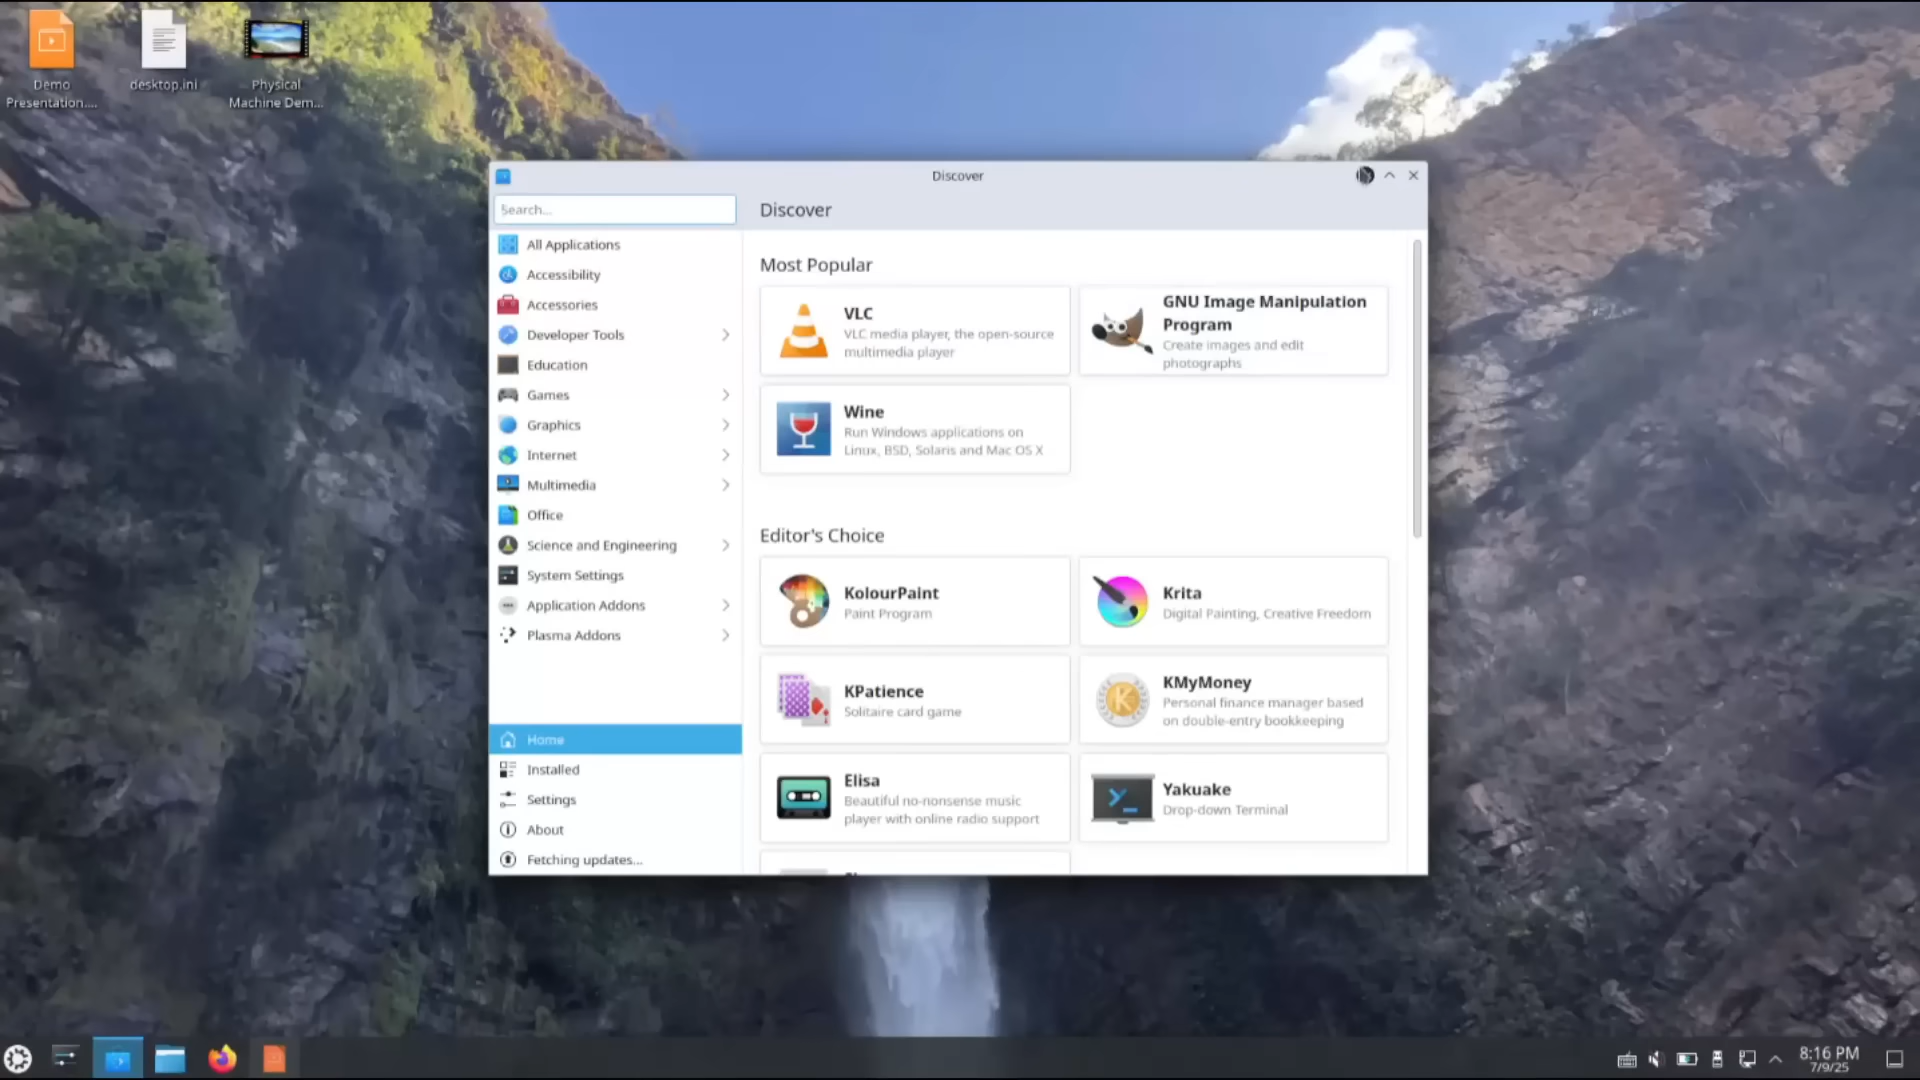 Demo
Presentation....
desktop.ini
Physical
Machine Dem...
Discover
Search...
Discover
All Applications
Accessibility
Accessories
Developer Tools
Education
Games
Graphics
Internet
Multimedia
Office
Science and Engineering
System Settings
Application Addons
Plasma Addons
Home
Installed
Settings
About
Fetching updates...
Most Popular
VLC
VLC media player, the open-source
multimedia player
GNU Image Manipulation
Program
Create images and edit
photographs
Wine
Run Windows applications on
Linux, BSD, Solaris and Mac OS X
Editor's Choice
KolourPaint
Paint Program
Krita
Digital Painting, Creative Freedom
KPatience
Solitaire card game
KMyMoney
Personal finance manager based
on double-entry bookkeeping
Elisa
Beautiful no-nonsense music
player with online radio support
Yakuake
Drop-down Terminal
8:16 PM
7/9/25